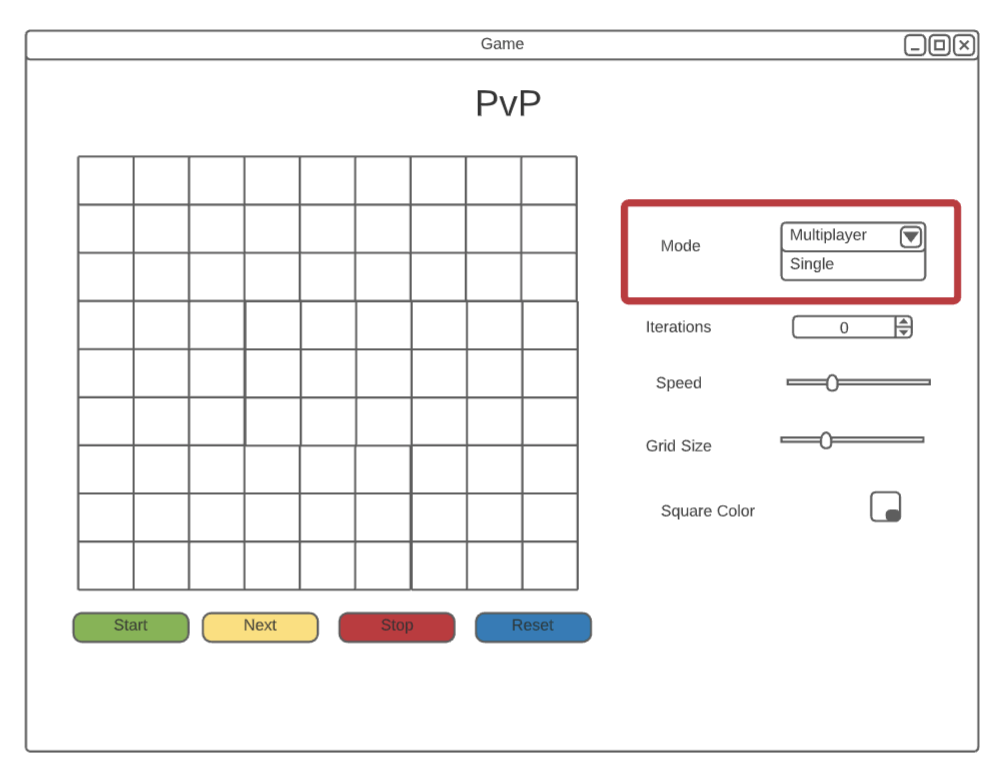 Game
PvP
Mode
Multiplayer
Single
Iterations
0
Speed
Grid Size
Square Color
Start
Next
Stop
Reset